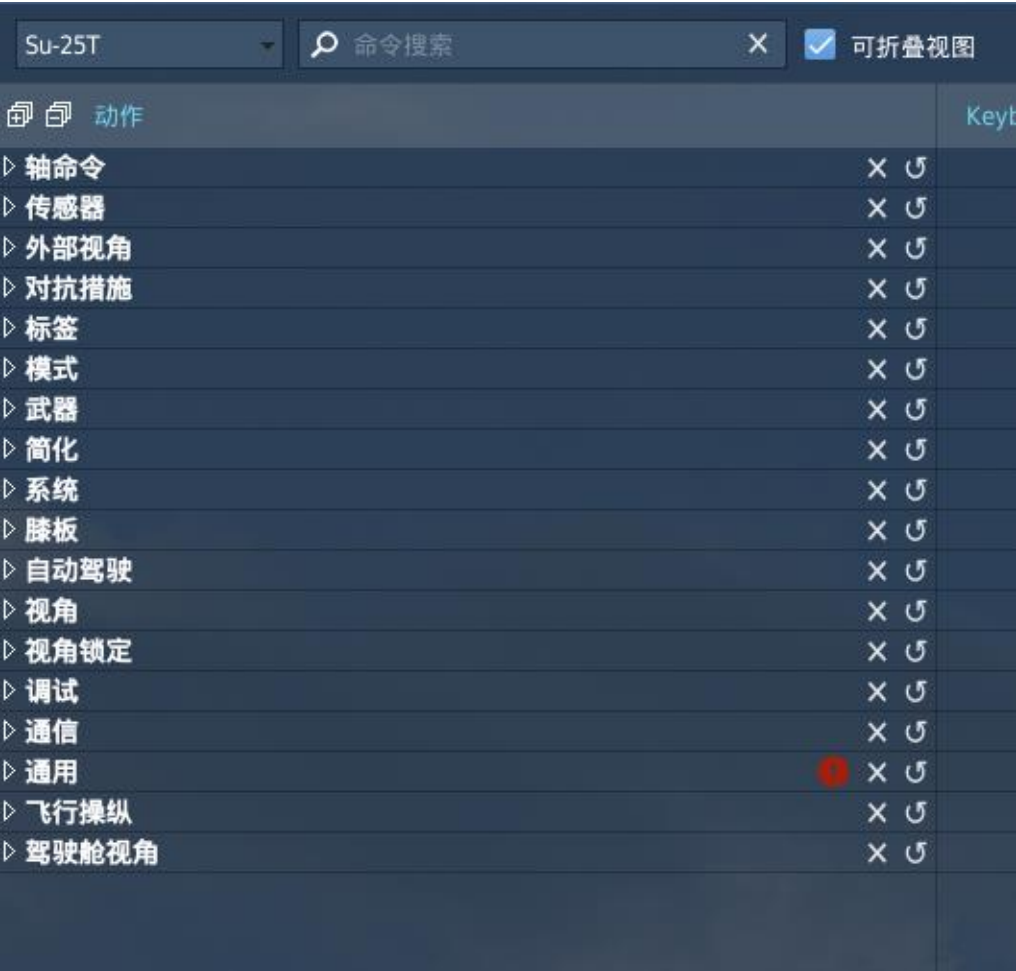 Su-25T 命令搜索 可折叠视图
动作 Keyb
轴命令
传感器
外部视角
对抗措施
标签
模式
武器
简化
系统
膝板
自动驾驶
视角
视角锁定
调试
通信
通用
飞行操纵
驾驶舱视角